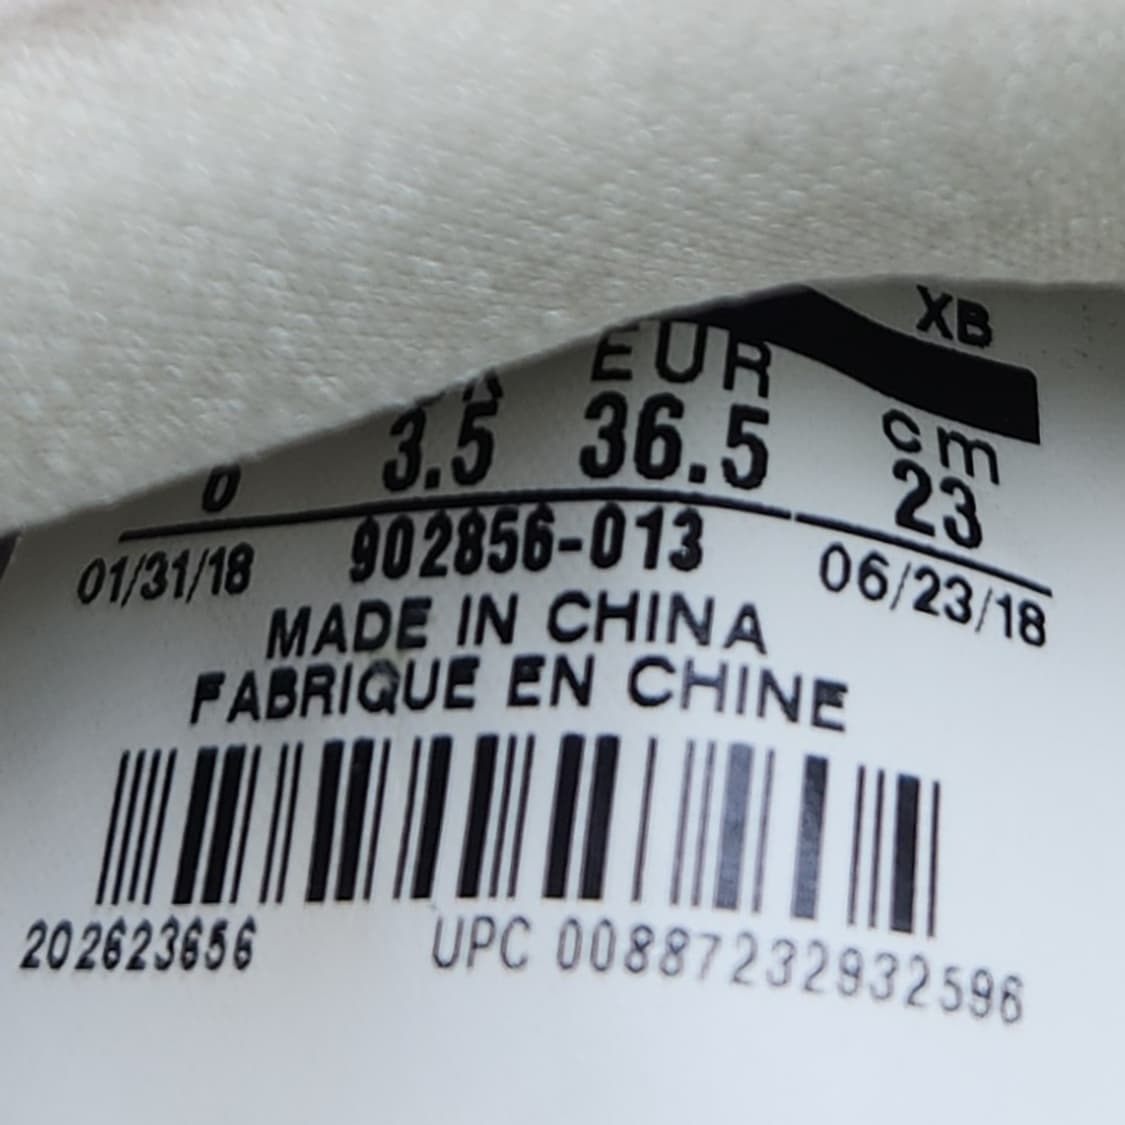 XB
EUR cm
3.5 36.5 23
01/31/18 902856-013 06/23/18
MADE IN CHINA
FABRIQUE EN CHINE
202623656 UPC 00887232932596